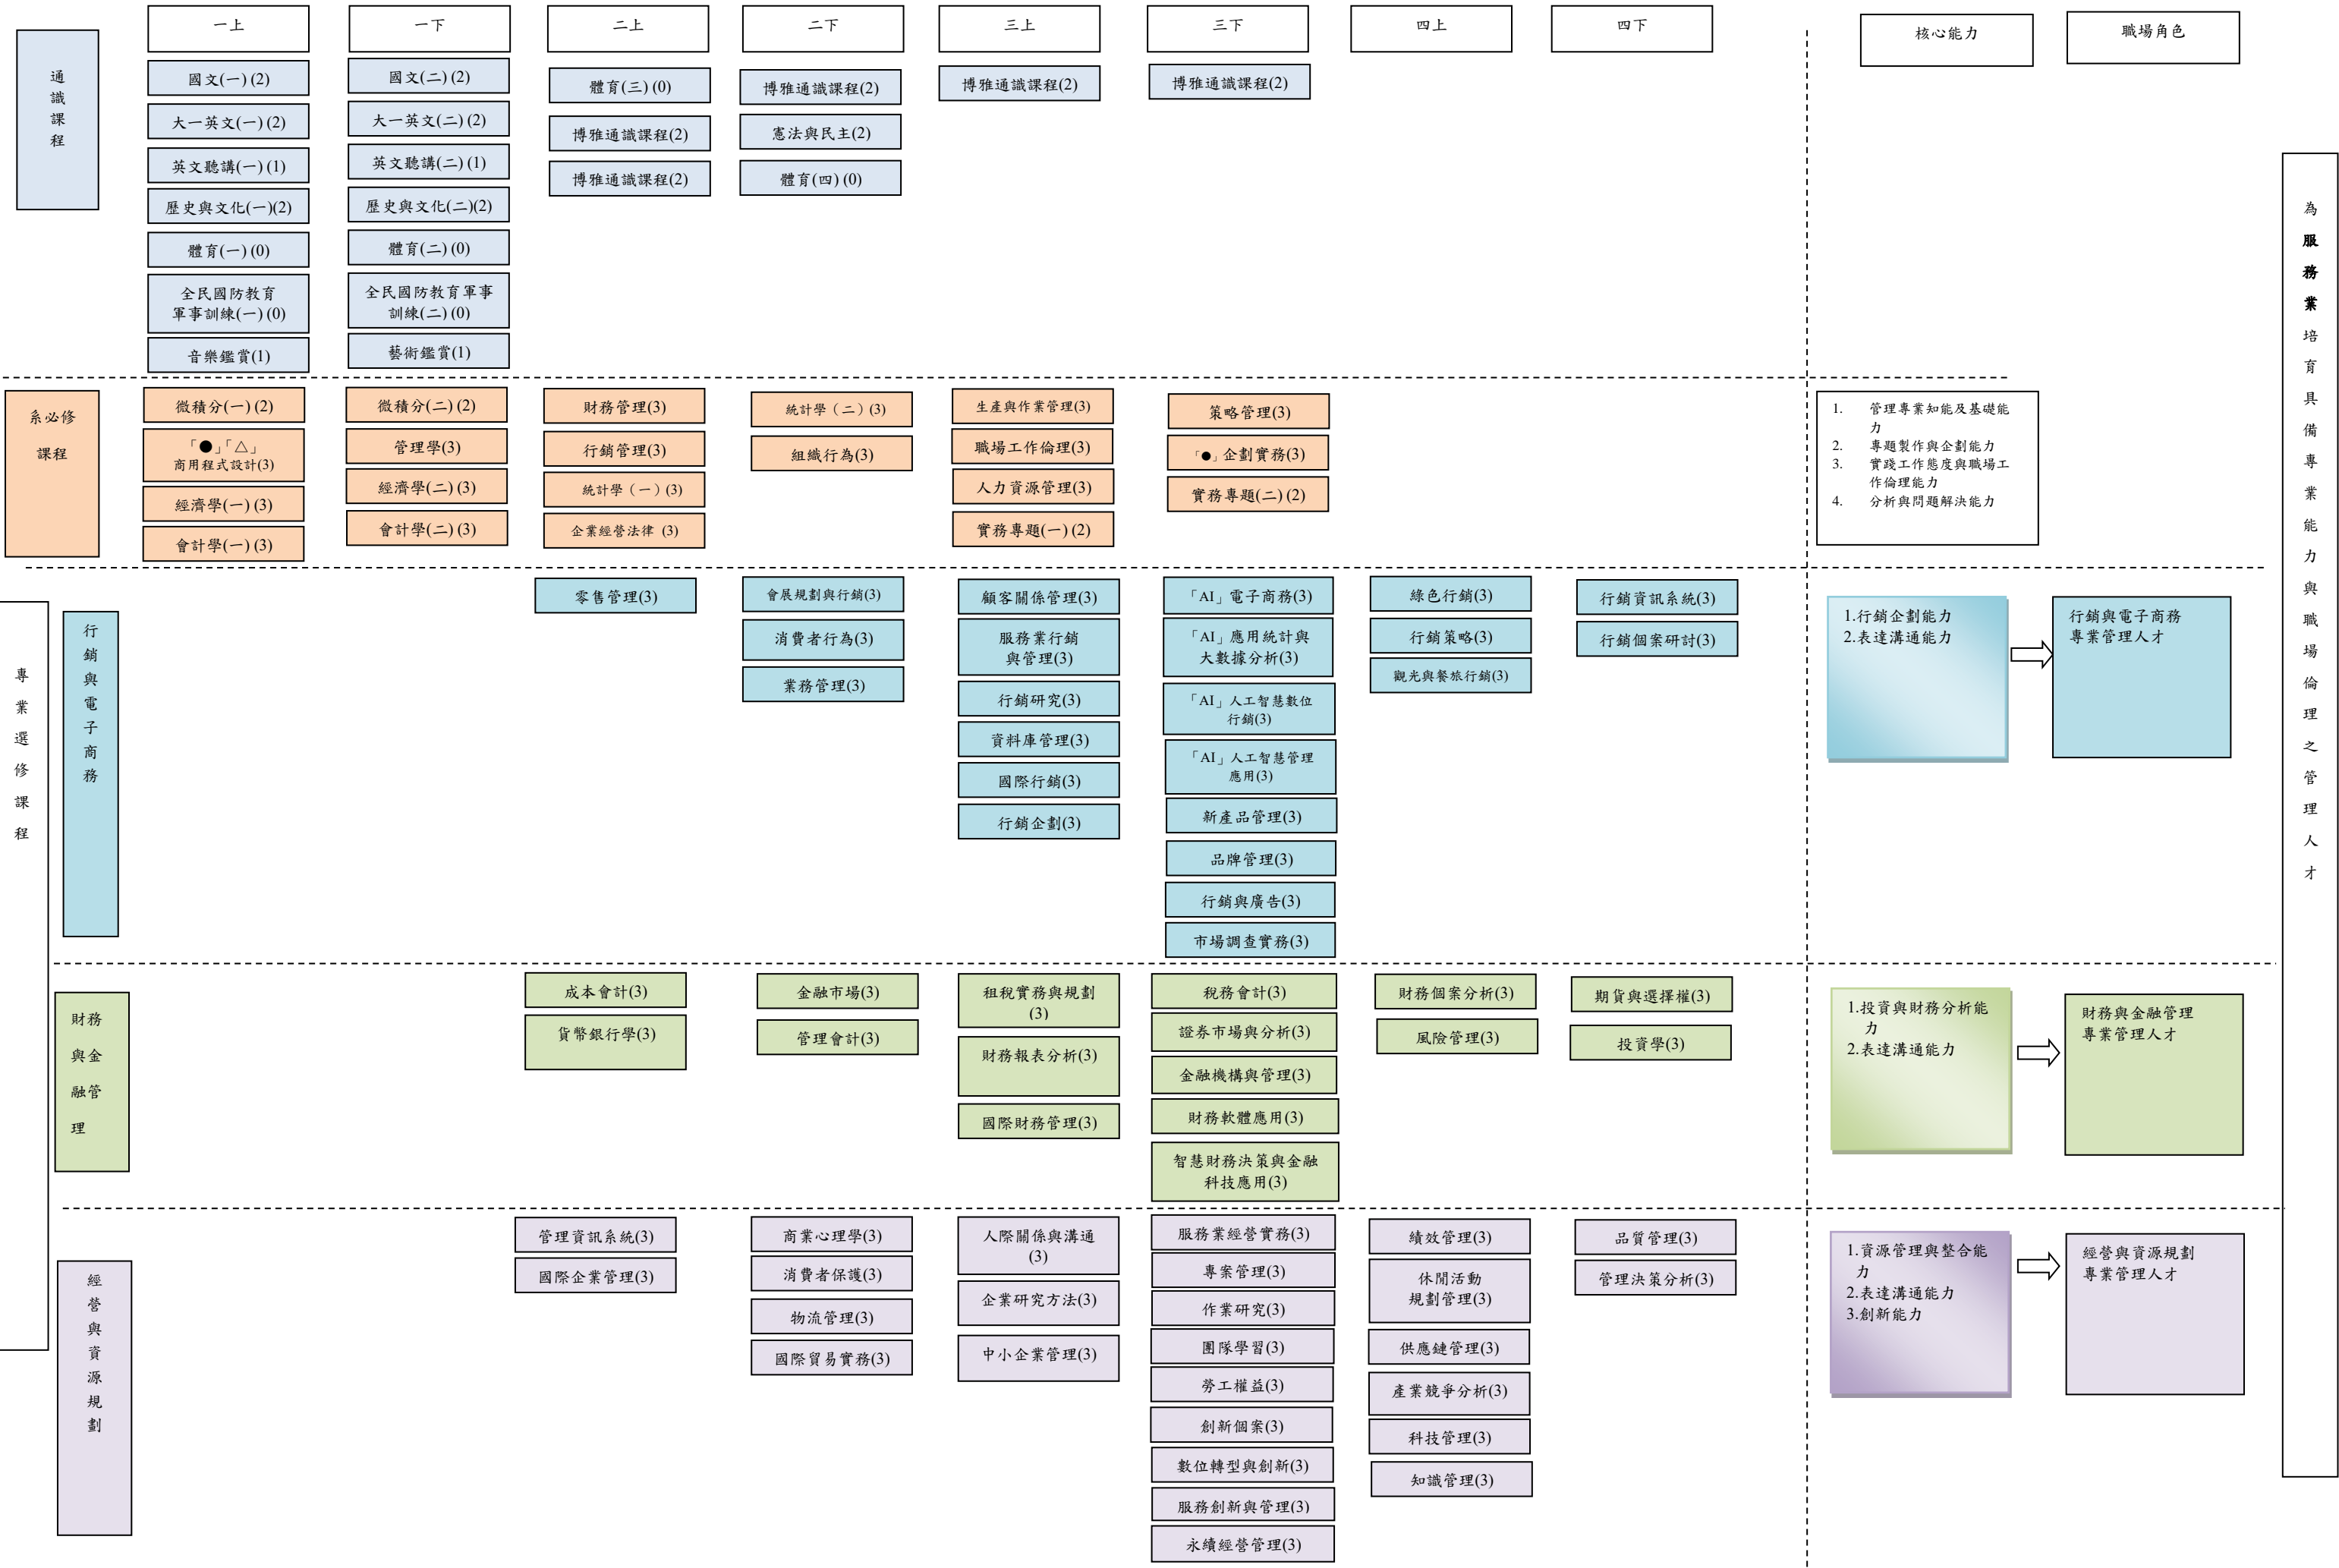 一上
一下
二上
二下
三上
三下
四上
四下
核心能力
職場角色
通
識
課
程
國文(一) (2)
大一英文(一) (2)
英文聽講(一) (1)
歷史與文化(一)(2)
體育(一) (0)
全民國防教育
軍事訓練(一) (0)
音樂鑑賞(1)
國文(二) (2)
大一英文(二) (2)
英文聽講(二) (1)
歷史與文化(二)(2)
體育(二) (0)
全民國防教育軍事
訓練(二) (0)
藝術鑑賞(1)
體育(三) (0)
博雅通識課程(2)
博雅通識課程(2)
博雅通識課程(2)
憲法與民主(2)
體育(四) (0)
博雅通識課程(2)
博雅通識課程(2)
系必修
課程
微積分(一) (2)
「●」「△」
商用程式設計(3)
經濟學(一) (3)
會計學(一) (3)
微積分(二) (2)
管理學(3)
經濟學(二) (3)
會計學(二) (3)
財務管理(3)
行銷管理(3)
統計學（一）(3)
企業經營法律 (3)
統計學（二）(3)
組織行為(3)
生產與作業管理(3)
職場工作倫理(3)
人力資源管理(3)
實務專題(一) (2)
策略管理(3)
「●」企劃實務(3)
實務專題(二) (2)
1. 管理專業知能及基礎能
力
2. 專題製作與企劃能力
3. 實踐工作態度與職場工
作倫理能力
4. 分析與問題解決能力
專
業
選
修
課
程
行
銷
與
電
子
商
務
零售管理(3)
會展規劃與行銷(3)
消費者行為(3)
業務管理(3)
顧客關係管理(3)
服務業行銷
與管理(3)
行銷研究(3)
資料庫管理(3)
國際行銷(3)
行銷企劃(3)
「AI」電子商務(3)
「AI」應用統計與
大數據分析(3)
「AI」人工智慧數位
行銷(3)
「AI」人工智慧管理
應用(3)
新產品管理(3)
品牌管理(3)
行銷與廣告(3)
市場調查實務(3)
綠色行銷(3)
行銷策略(3)
觀光與餐旅行銷(3)
行銷資訊系統(3)
行銷個案研討(3)
1.行銷企劃能力
2.表達溝通能力
行銷與電子商務
專業管理人才
財務
與金
融管
理
成本會計(3)
貨幣銀行學(3)
金融市場(3)
管理會計(3)
租稅實務與規劃
(3)
財務報表分析(3)
國際財務管理(3)
稅務會計(3)
證券市場與分析(3)
金融機構與管理(3)
財務軟體應用(3)
智慧財務決策與金融
科技應用(3)
財務個案分析(3)
風險管理(3)
期貨與選擇權(3)
投資學(3)
1.投資與財務分析能
力
2.表達溝通能力
財務與金融管理
專業管理人才
經
營
與
資
源
規
劃
管理資訊系統(3)
國際企業管理(3)
商業心理學(3)
消費者保護(3)
物流管理(3)
國際貿易實務(3)
人際關係與溝通
(3)
企業研究方法(3)
中小企業管理(3)
服務業經營實務(3)
專案管理(3)
作業研究(3)
團隊學習(3)
勞工權益(3)
創新個案(3)
數位轉型與創新(3)
服務創新與管理(3)
永續經營管理(3)
績效管理(3)
休閒活動
規劃管理(3)
供應鏈管理(3)
產業競爭分析(3)
科技管理(3)
知識管理(3)
品質管理(3)
管理決策分析(3)
1.資源管理與整合能
力
2.表達溝通能力
3.創新能力
經營與資源規劃
專業管理人才
為
服
務
業
培
育
具
備
專
業
能
力
與
職
場
倫
理
之
管
理
人
才